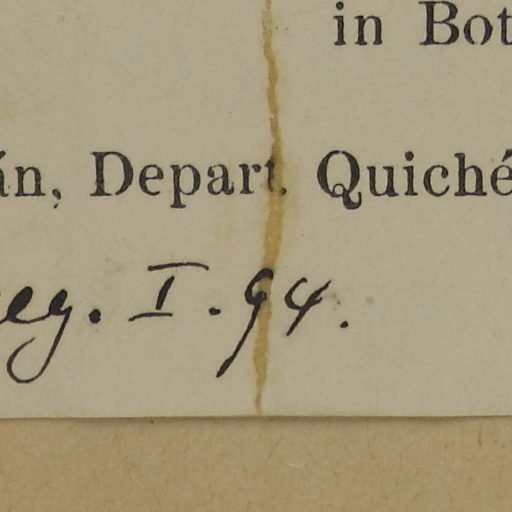 in Bot
án, Depart. Quiché
eg. I. 94.